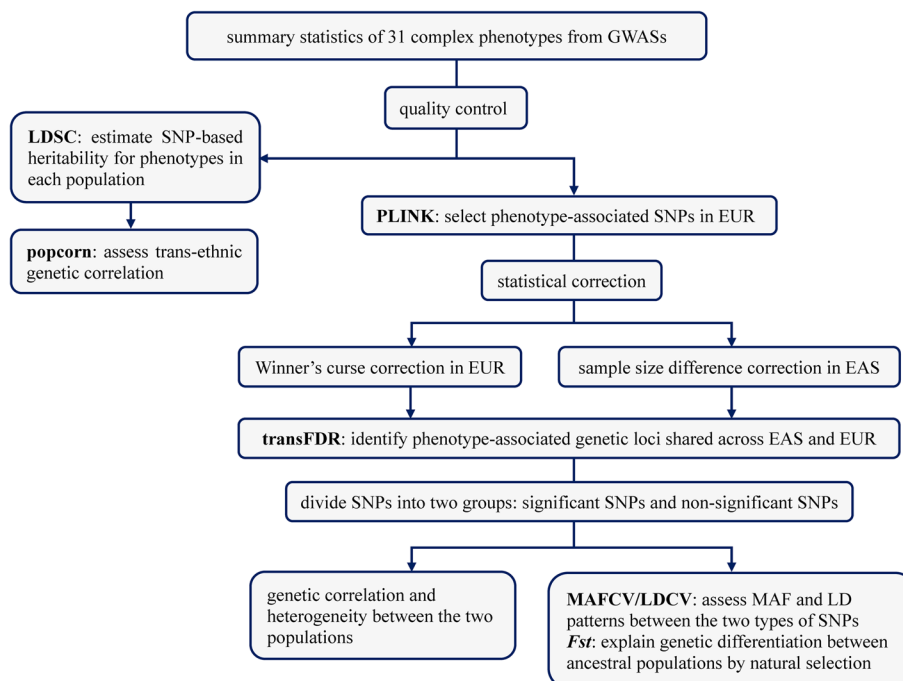 summary statistics of 31 complex phenotypes from GWASs
quality control
LDSC: estimate SNP-based
heritability for phenotypes in
each population
PLINK: select phenotype-associated SNPs in EUR
popcorn: assess trans-ethnic
genetic correlation
statistical correction
Winner's curse correction in EUR
sample size difference correction in EAS
transFDR: identify phenotype-associated genetic loci shared across EAS and EUR
divide SNPs into two groups: significant SNPs and non-significant SNPs
genetic correlation and
heterogeneity between the two
populations
MAFCV/LDCV: assess MAF and LD
patterns between the two types of SNPs
Fst: explain genetic differentiation between
ancestral populations by natural selection